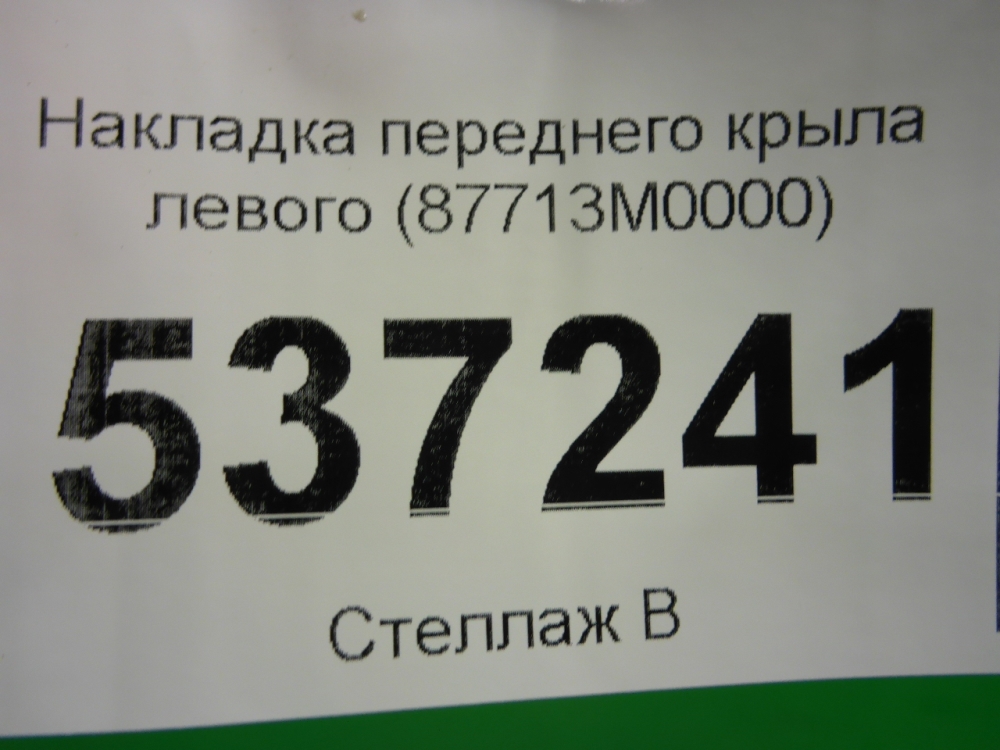 Накладка переднего крыла
левого (87713M0000)
537241
Стеллаж В